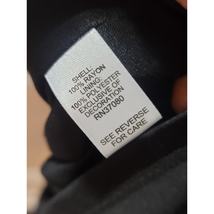 SHELL:
100% RAYON
LINING:
100% POLYESTER
EXCLUSIVE OF
DECORATION
RN37080
SEE REVERSE
FOR CARE